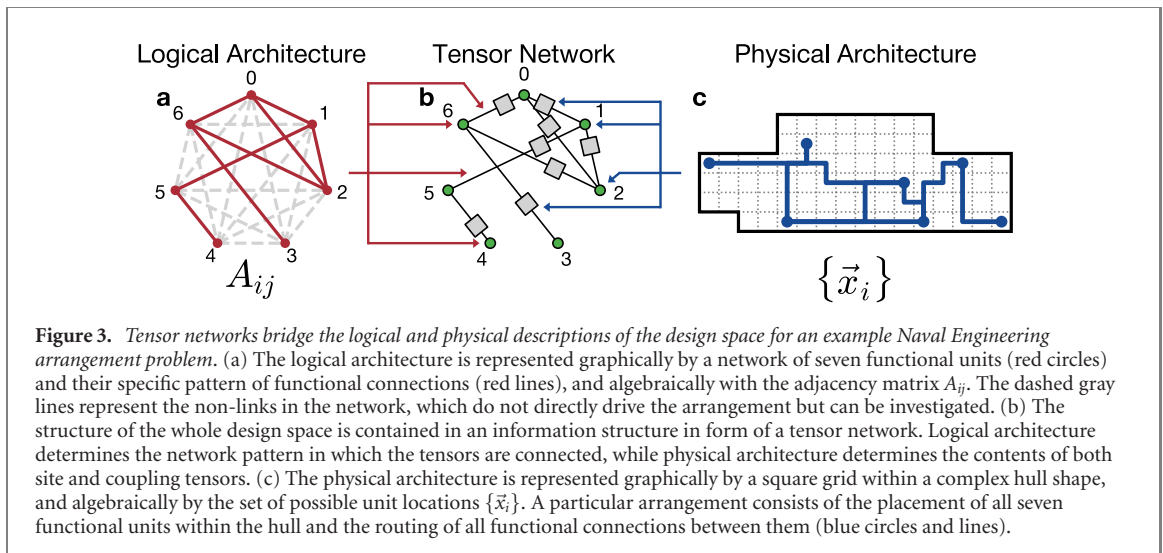 Logical Architecture
Tensor Network
Physical Architecture
a
0
1
2
3
4
5
6
A_{ij}
b
0
1
2
3
4
5
6
c
{\vec{x}_i}
Figure 3. Tensor networks bridge the logical and physical descriptions of the design space for an example Naval Engineering
arrangement problem. (a) The logical architecture is represented graphically by a network of seven functional units (red circles)
and their specific pattern of functional connections (red lines), and algebraically with the adjacency matrix A_{ij}. The dashed gray
lines represent the non-links in the network, which do not directly drive the arrangement but can be investigated. (b) The
structure of the whole design space is contained in an information structure in form of a tensor network. Logical architecture
determines the network pattern in which the tensors are connected, while physical architecture determines the contents of both
site and coupling tensors. (c) The physical architecture is represented graphically by a square grid within a complex hull shape,
and algebraically by the set of possible unit locations {\vec{x}_i}. A particular arrangement consists of the placement of all seven
functional units within the hull and the routing of all functional connections between them (blue circles and lines).